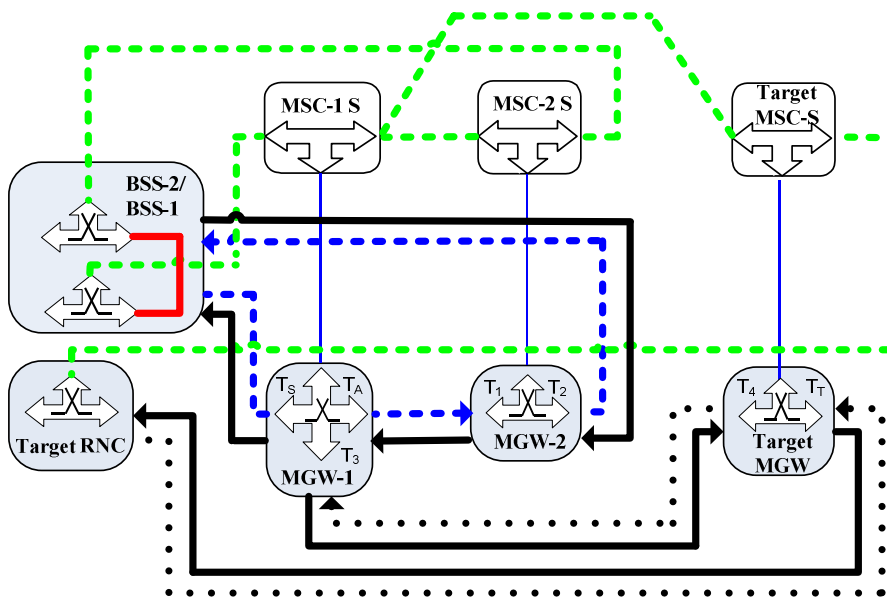 MSC-1 S
MSC-2 S
Target
MSC-S
BSS-2/
BSS-1
TS
TA
T3
MGW-1
T1
T2
MGW-2
T4
TT
Target
MGW
Target RNC